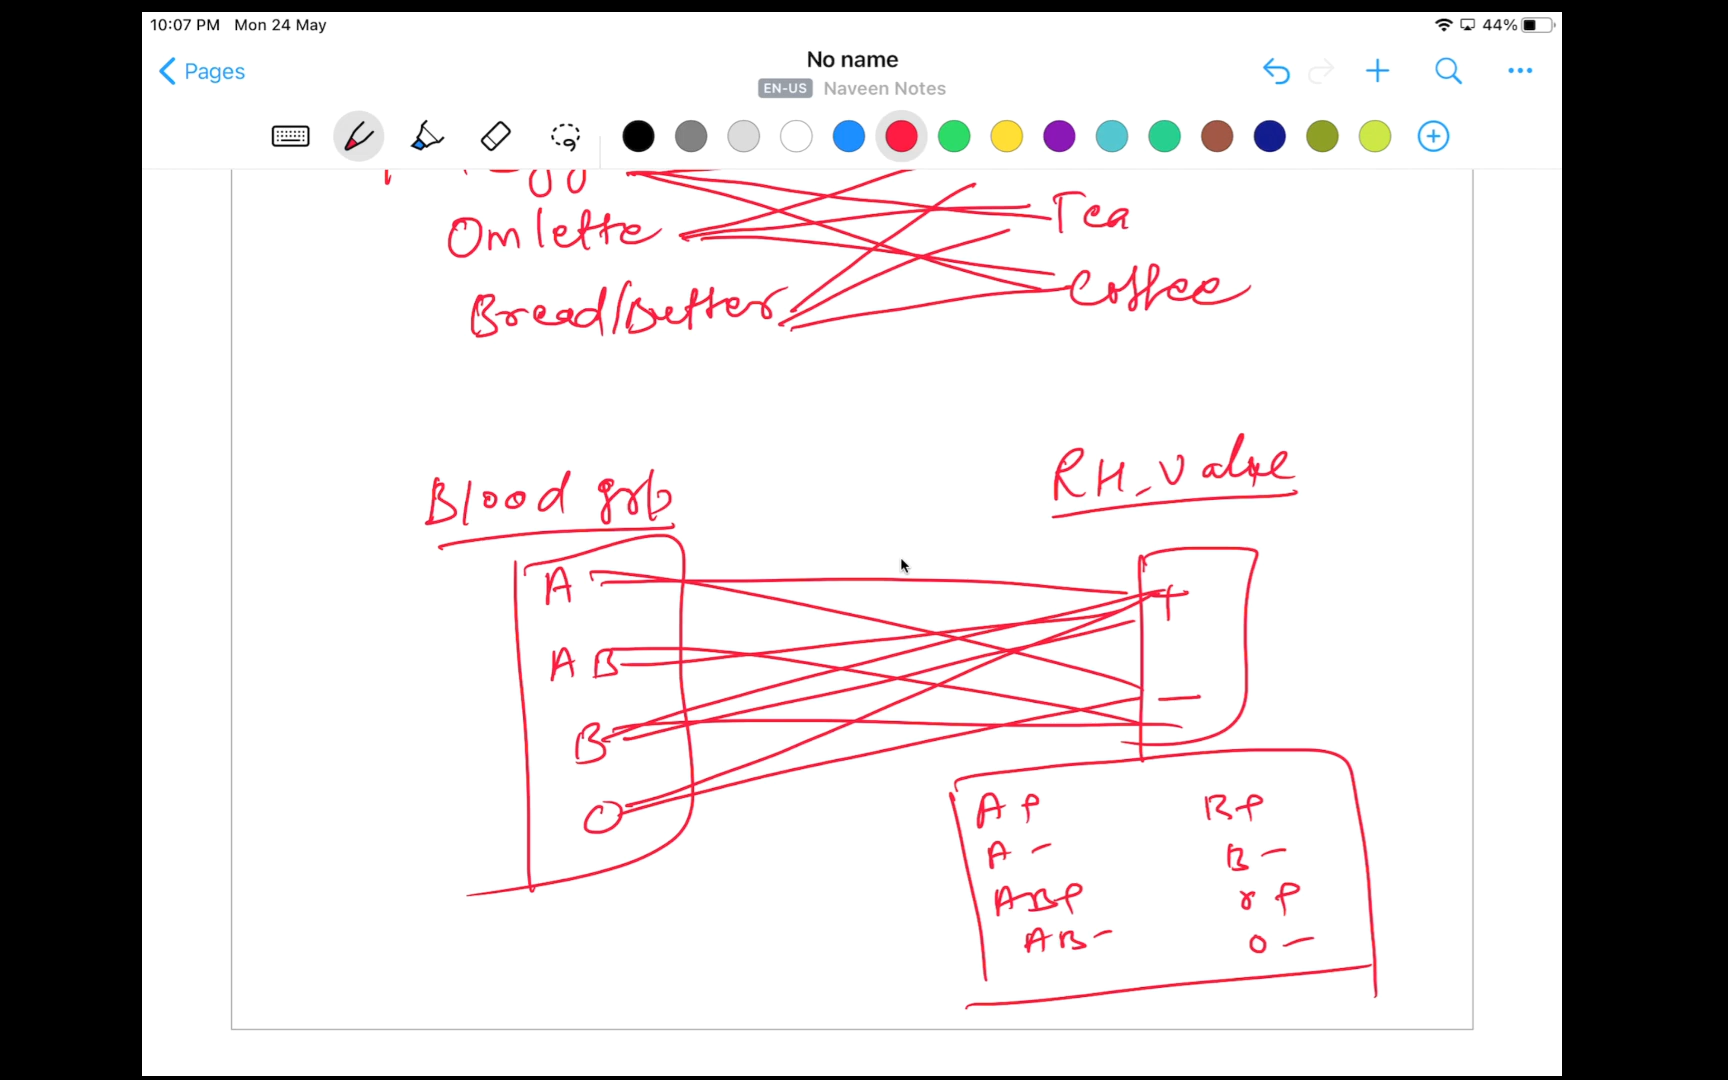 10:07 PM Mon 24 May
44%
Pages
No name
EN-US Naveen Notes
Omlette
Tea
Bread/Butter
Coffee
Blood grp
RH_value
A
+
A B
B
—
O
A +
B +
A -
B -
AB+
+
AB -
O -